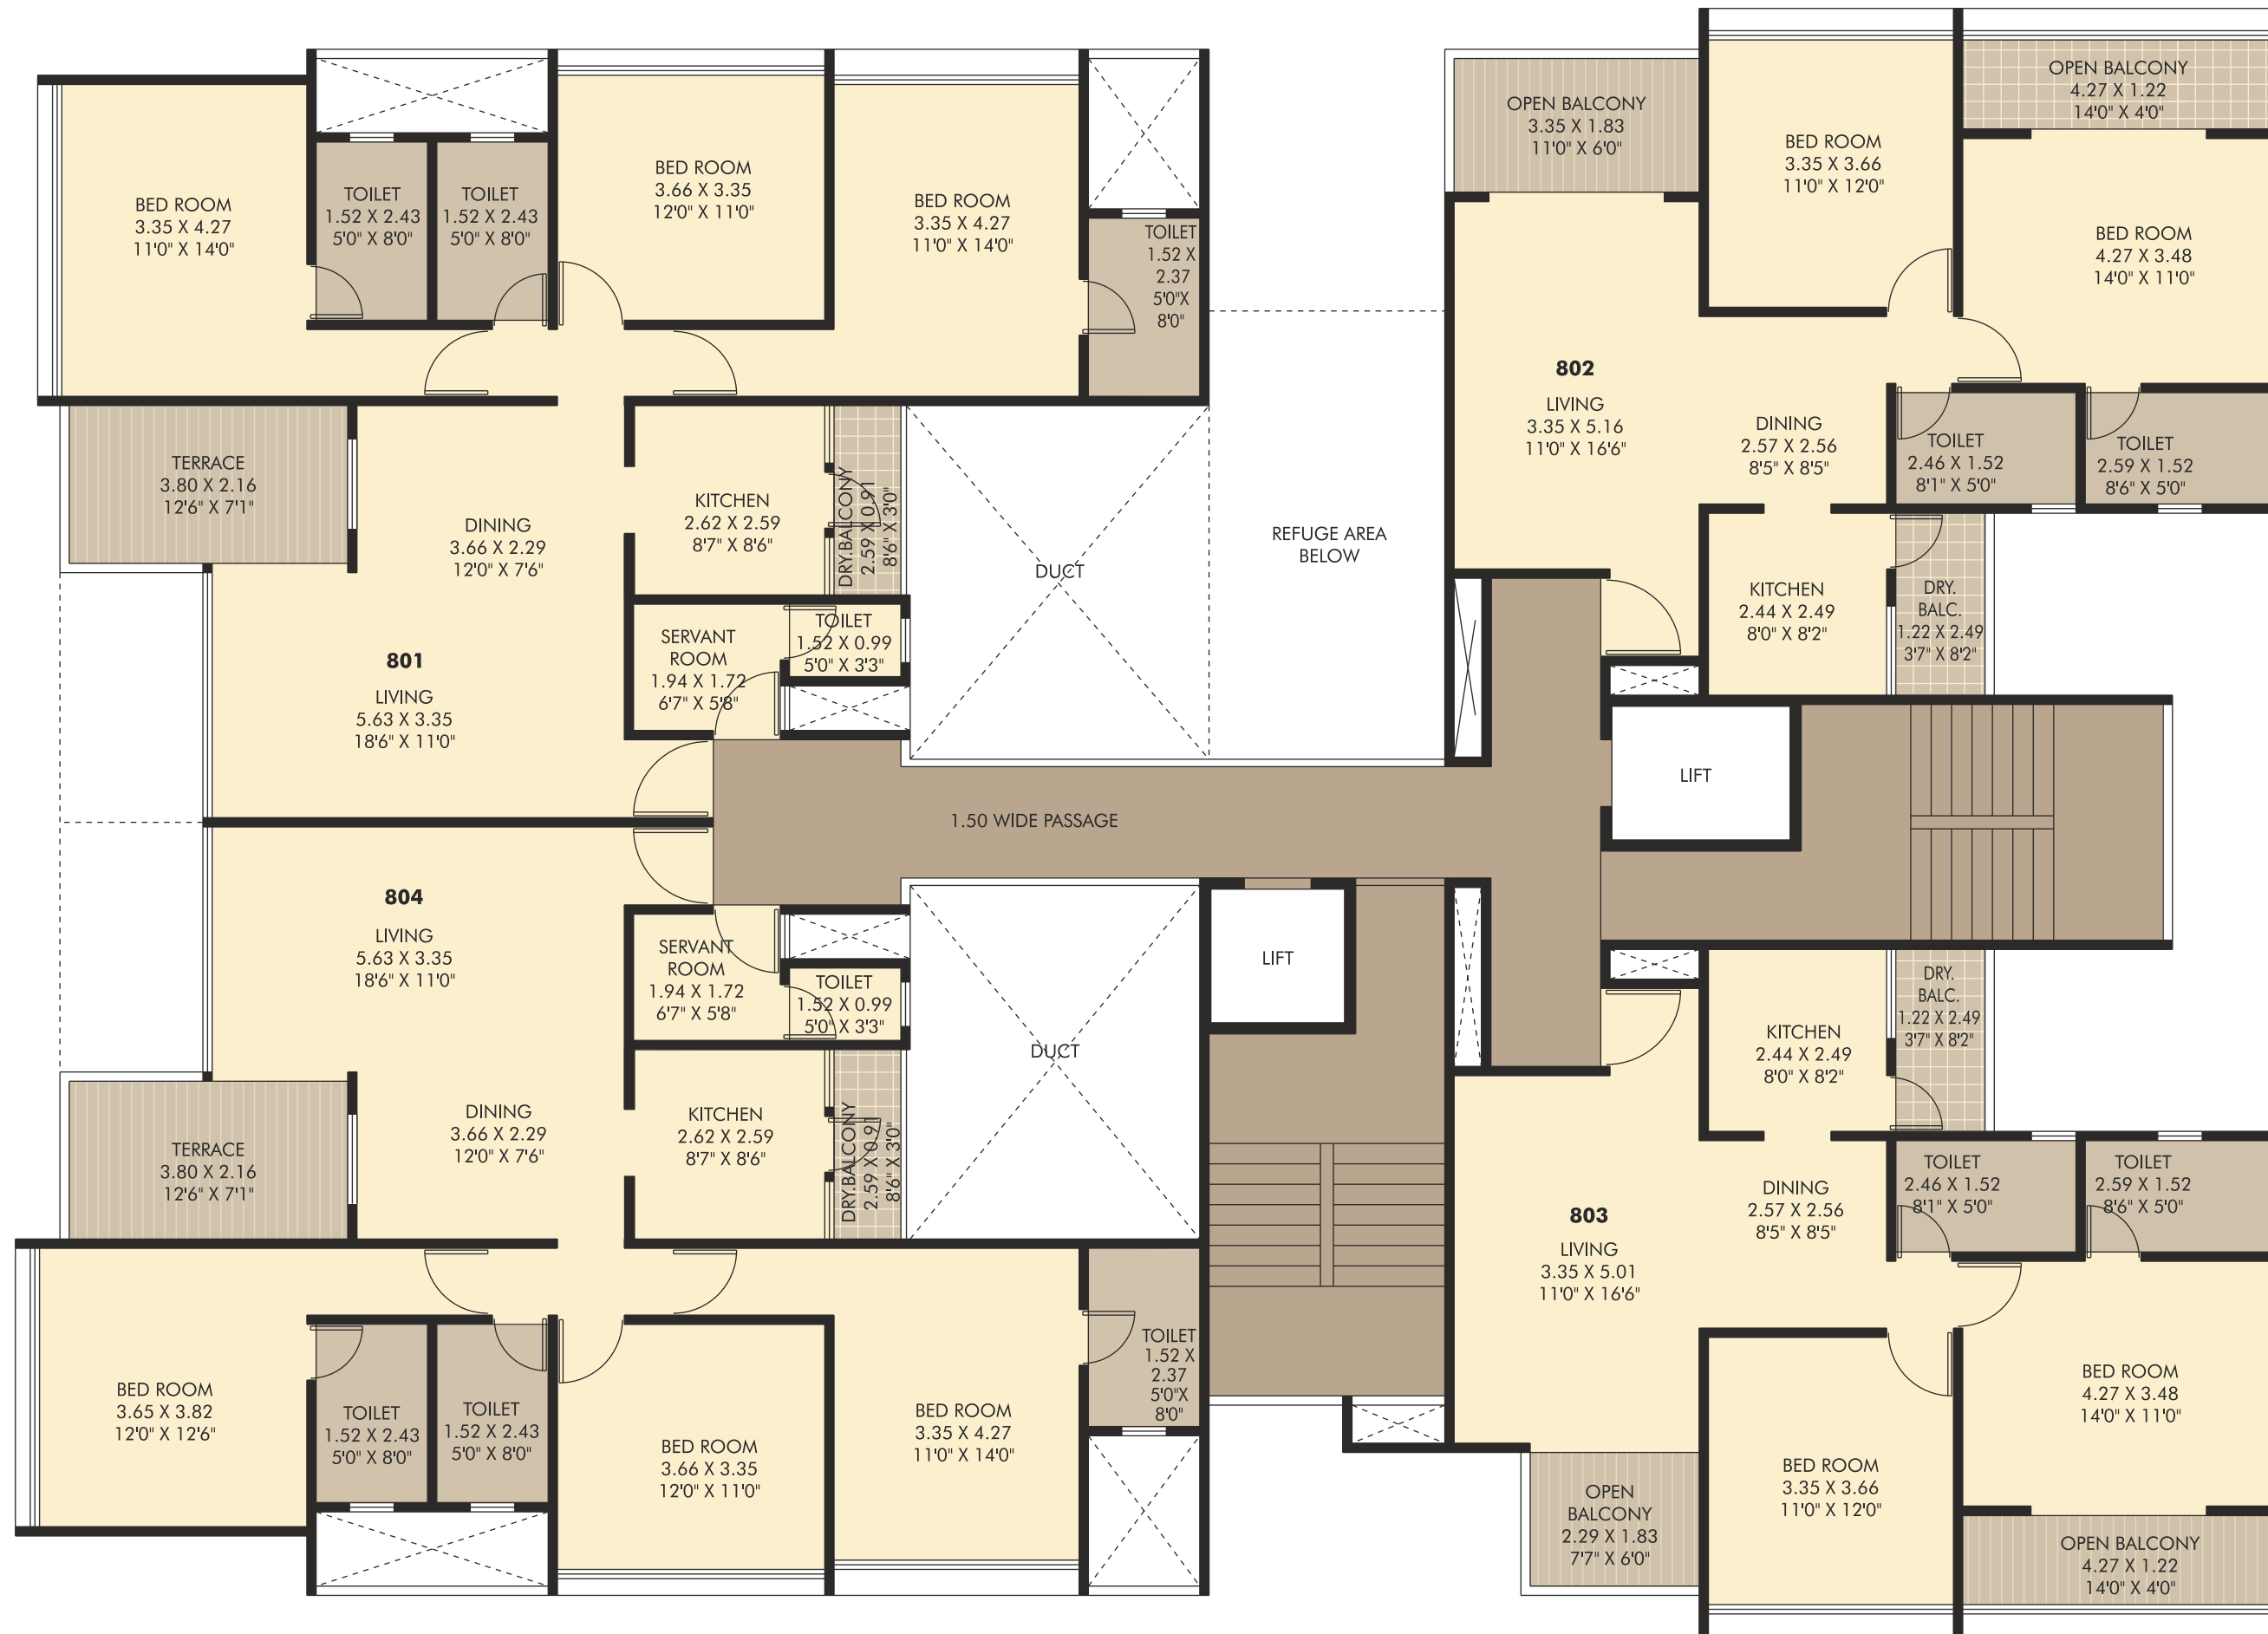 BED ROOM
3.35 X 4.27
11'0" X 14'0"
TOILET
1.52 X 2.43
5'0" X 8'0"
TOILET
1.52 X 2.43
5'0" X 8'0"
BED ROOM
3.66 X 3.35
12'0" X 11'0"
BED ROOM
3.35 X 4.27
11'0" X 14'0"
TOILET
1.52 X
2.37
5'0"X
8'0"
TERRACE
3.80 X 2.16
12'6" X 7'1"
DINING
3.66 X 2.29
12'0" X 7'6"
KITCHEN
2.62 X 2.59
8'7" X 8'6"
DRY.BALCONY
2.59 X 0.91
8'6" X 3'0"
801
LIVING
5.63 X 3.35
18'6" X 11'0"
SERVANT
ROOM
1.94 X 1.72
6'7" X 5'8"
TOILET
1.52 X 0.99
5'0" X 3'3"
DUCT
REFUGE AREA
BELOW
OPEN BALCONY
3.35 X 1.83
11'0" X 6'0"
BED ROOM
3.35 X 3.66
11'0" X 12'0"
OPEN BALCONY
4.27 X 1.22
14'0" X 4'0"
BED ROOM
4.27 X 3.48
14'0" X 11'0"
802
LIVING
3.35 X 5.16
11'0" X 16'6"
DINING
2.57 X 2.56
8'5" X 8'5"
TOILET
2.46 X 1.52
8'1" X 5'0"
TOILET
2.59 X 1.52
8'6" X 5'0"
KITCHEN
2.44 X 2.49
8'0" X 8'2"
DRY.
BALC.
1.22 X 2.49
3'7" X 8'2"
LIFT
1.50 WIDE PASSAGE
804
LIVING
5.63 X 3.35
18'6" X 11'0"
SERVANT
ROOM
1.94 X 1.72
6'7" X 5'8"
TOILET
1.52 X 0.99
5'0" X 3'3"
DUCT
LIFT
TERRACE
3.80 X 2.16
12'6" X 7'1"
DINING
3.66 X 2.29
12'0" X 7'6"
KITCHEN
2.62 X 2.59
8'7" X 8'6"
DRY.BALCONY
2.59 X 0.91
8'6" X 3'0"
BED ROOM
3.65 X 3.82
12'0" X 12'6"
TOILET
1.52 X 2.43
5'0" X 8'0"
TOILET
1.52 X 2.43
5'0" X 8'0"
BED ROOM
3.66 X 3.35
12'0" X 11'0"
BED ROOM
3.35 X 4.27
11'0" X 14'0"
TOILET
1.52 X
2.37
5'0"X
8'0"
KITCHEN
2.44 X 2.49
8'0" X 8'2"
DRY.
BALC.
1.22 X 2.49
3'7" X 8'2"
803
LIVING
3.35 X 5.01
11'0" X 16'6"
DINING
2.57 X 2.56
8'5" X 8'5"
TOILET
2.46 X 1.52
8'1" X 5'0"
TOILET
2.59 X 1.52
8'6" X 5'0"
OPEN
BALCONY
2.29 X 1.83
7'7" X 6'0"
BED ROOM
3.35 X 3.66
11'0" X 12'0"
BED ROOM
4.27 X 3.48
14'0" X 11'0"
OPEN BALCONY
4.27 X 1.22
14'0" X 4'0"